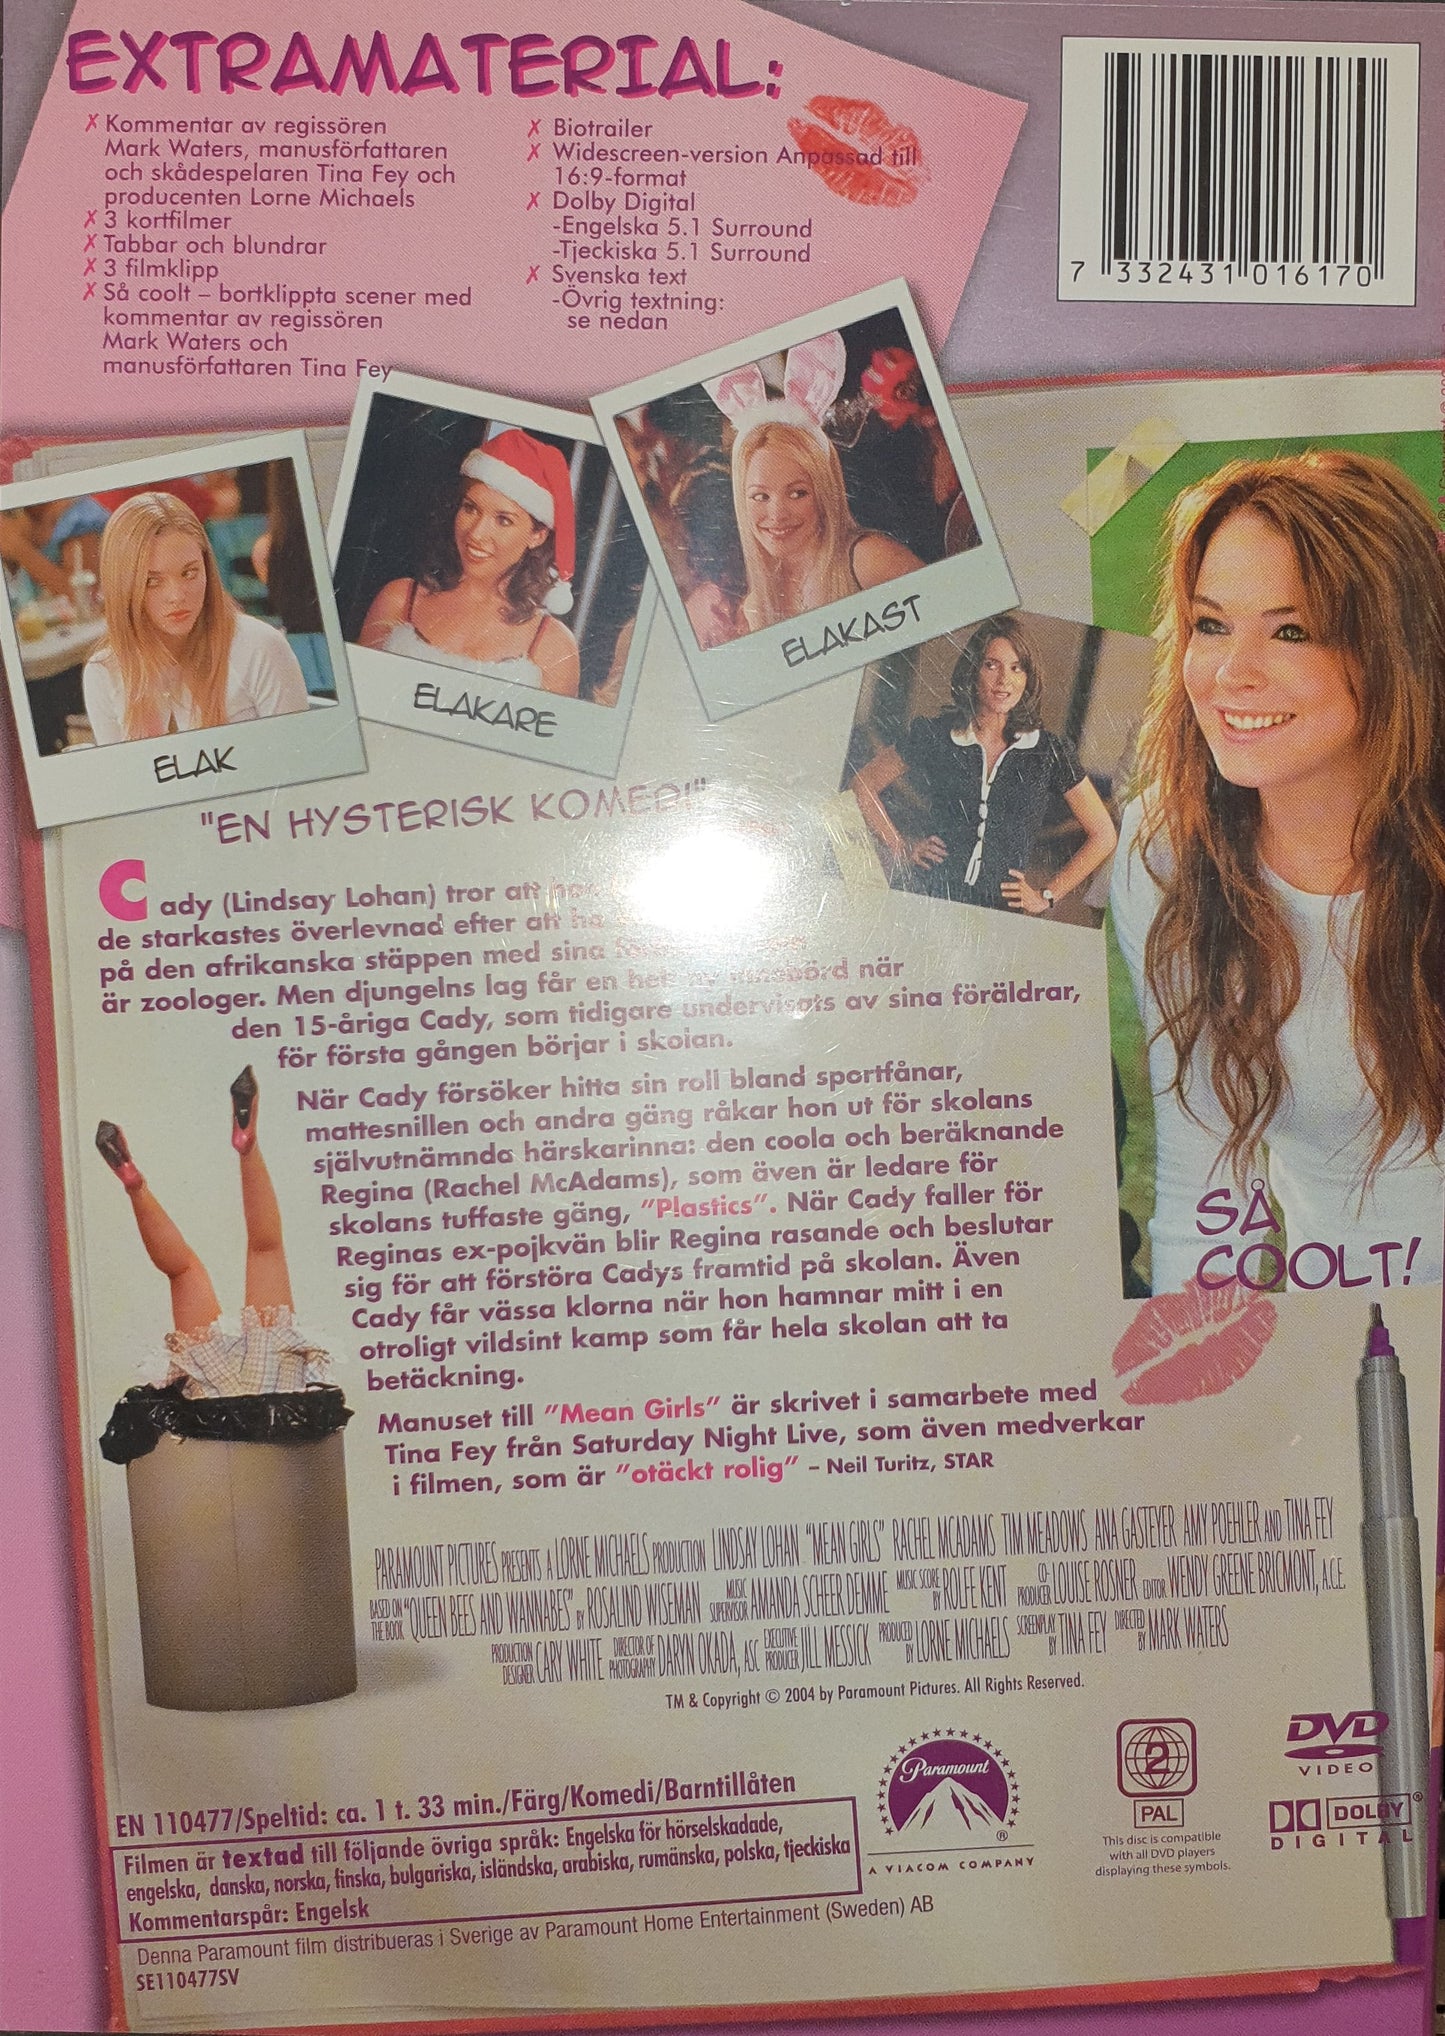 EXTRAMATERIAL:
✗ Kommentar av regissören
Mark Waters, manusförfattaren
och skådespelaren Tina Fey och
producenten Lorne Michaels
✗ 3 kortfilmer
✗ Tabbar och blundrar
✗ 3 filmklipp
✗ Så coolt – bortklippta scener med
kommentar av regissören
Mark Waters och
manusförfattaren Tina Fey
✗ Biotrailer
✗ Widescreen-version Anpassad till
16:9-format
✗ Dolby Digital
-Engelska 5.1 Surround
-Tjeckiska 5.1 Surround
✗ Svenska text
-Övrig textning:
se nedan
7 332431 016170
ELAK
ELAKARE
ELAKAST
"EN HYSTERISK KOMEDI"
Cady (Lindsay Lohan) tror att
de starkastes överlevnad efter att ha
på den afrikanska stäppen med sina
är zoologer. Men djungelns lag får en helt ny innebörd när
den 15-åriga Cady, som tidigare undervisats av sina föräldrar,
för första gången börjar i skolan.
När Cady försöker hitta sin roll bland sportfånar,
mattesnillen och andra gäng råkar hon ut för skolans
självutnämnda härskarinna: den coola och beräknande
Regina (Rachel McAdams), som även är ledare för
skolans tuffaste gäng, "Plastics". När Cady faller för
Reginas ex-pojkvän blir Regina rasande och beslutar
sig för att förstöra Cadys framtid på skolan. Även
Cady får vässa klorna när hon hamnar mitt i en
otroligt vildsint kamp som får hela skolan att ta
betäckning.
Manuset till "Mean Girls" är skrivet i samarbete med
Tina Fey från Saturday Night Live, som även medverkar
i filmen, som är "otäckt rolig" – Neil Turitz, STAR
SÅ
COOLT!
PARAMOUNT PICTURES PRESENTS A LORNE MICHAELS PRODUCTION LINDSAY LOHAN "MEAN GIRLS" RACHEL MCADAMS TIM MEADOWS ANA GASTEYER AMY POEHLER AND TINA FEY
BASED ON THE BOOK "QUEEN BEES AND WANNABES" BY ROSALIND WISEMAN MUSIC SUPERVISOR AMANDA SCHEER DEMME MUSIC SCORE BY ROLFE KENT CO-PRODUCER LOUISE ROSNER EDITOR WENDY GREENE BRICMONT, A.C.E.
PRODUCTION DESIGNER CARY WHITE DIRECTOR OF PHOTOGRAPHY DARYN OKADA, ASC EXECUTIVE PRODUCER JILL MESSICK PRODUCED BY LORNE MICHAELS SCREENPLAY BY TINA FEY DIRECTED BY MARK WATERS
TM & Copyright © 2004 by Paramount Pictures. All Rights Reserved.
EN 110477/Speltid: ca. 1 t. 33 min./Färg/Komedi/Barntillåten
Filmen är textad till följande övriga språk: Engelska för hörselskadade,
engelska, danska, norska, finska, bulgariska, isländska, arabiska, rumänska, polska, tjeckiska
Kommentarspår: Engelsk
Denna Paramount film distribueras i Sverige av Paramount Home Entertainment (Sweden) AB
SE110477SV
Paramount
®
A VIACOM COMPANY
2
PAL
This disc is compatible
with all DVD players
displaying these symbols.
DVD
VIDEO
DOLBY®
DIGITAL